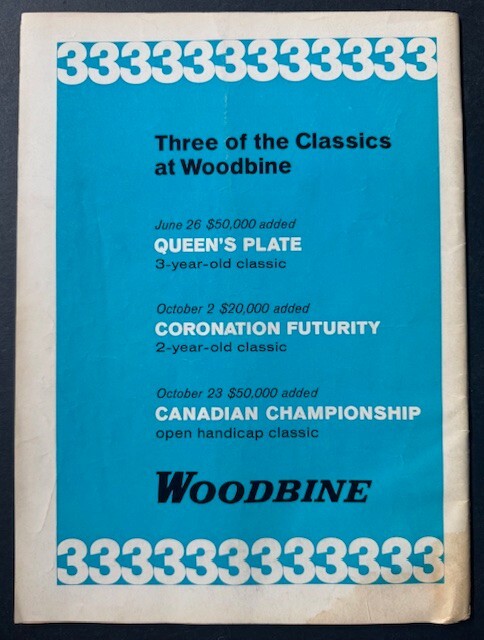 333333333333
Three of the Classics
at Woodbine
June 26 $50,000 added
QUEEN'S PLATE
3-year-old classic
October 2 $20,000 added
CORONATION FUTURITY
2-year-old classic
October 23 $50,000 added
CANADIAN CHAMPIONSHIP
open handicap classic
WOODBINE
333333333333